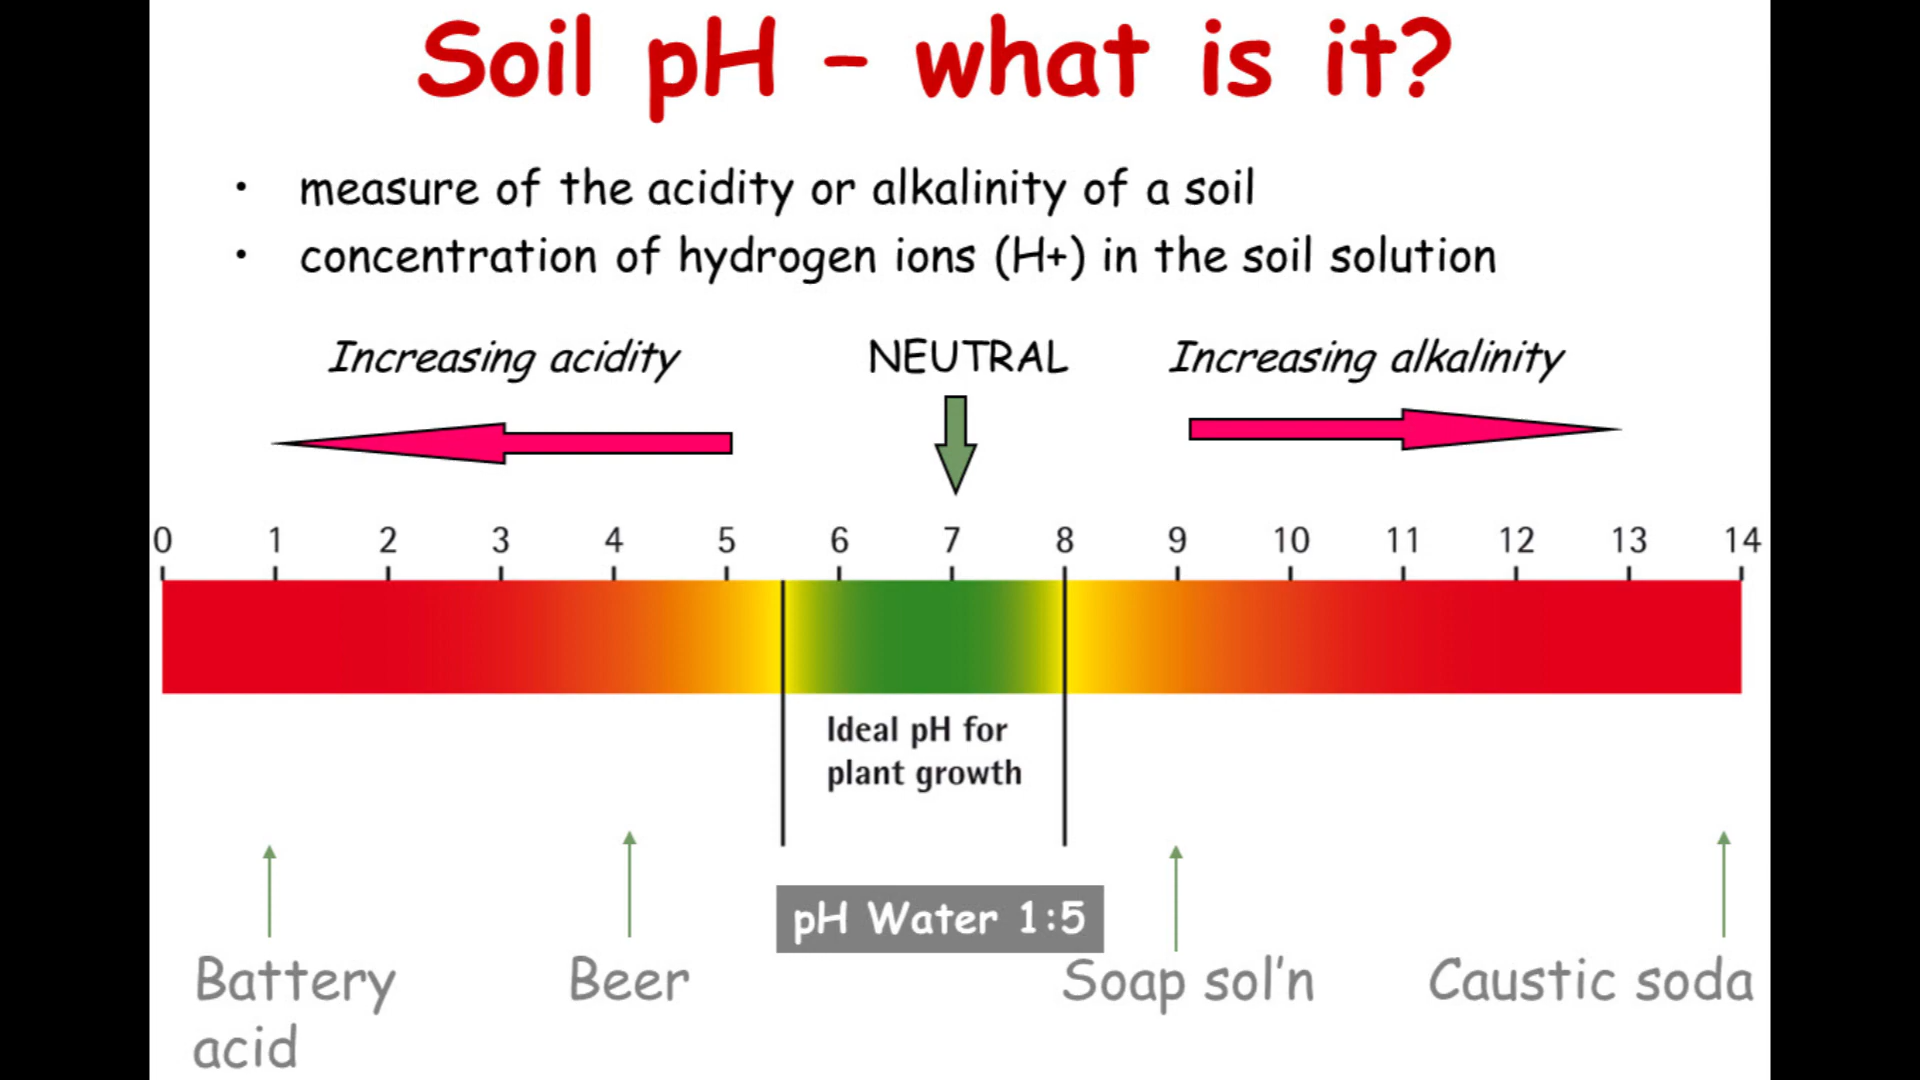 Soil pH – what is it?
• measure of the acidity or alkalinity of a soil
• concentration of hydrogen ions (H+) in the soil solution
Increasing acidity NEUTRAL Increasing alkalinity
0 1 2 3 4 5 6 7 8 9 10 11 12 13 14
Ideal pH for
plant growth
pH Water 1:5
Battery Beer Soap sol'n Caustic soda
acid